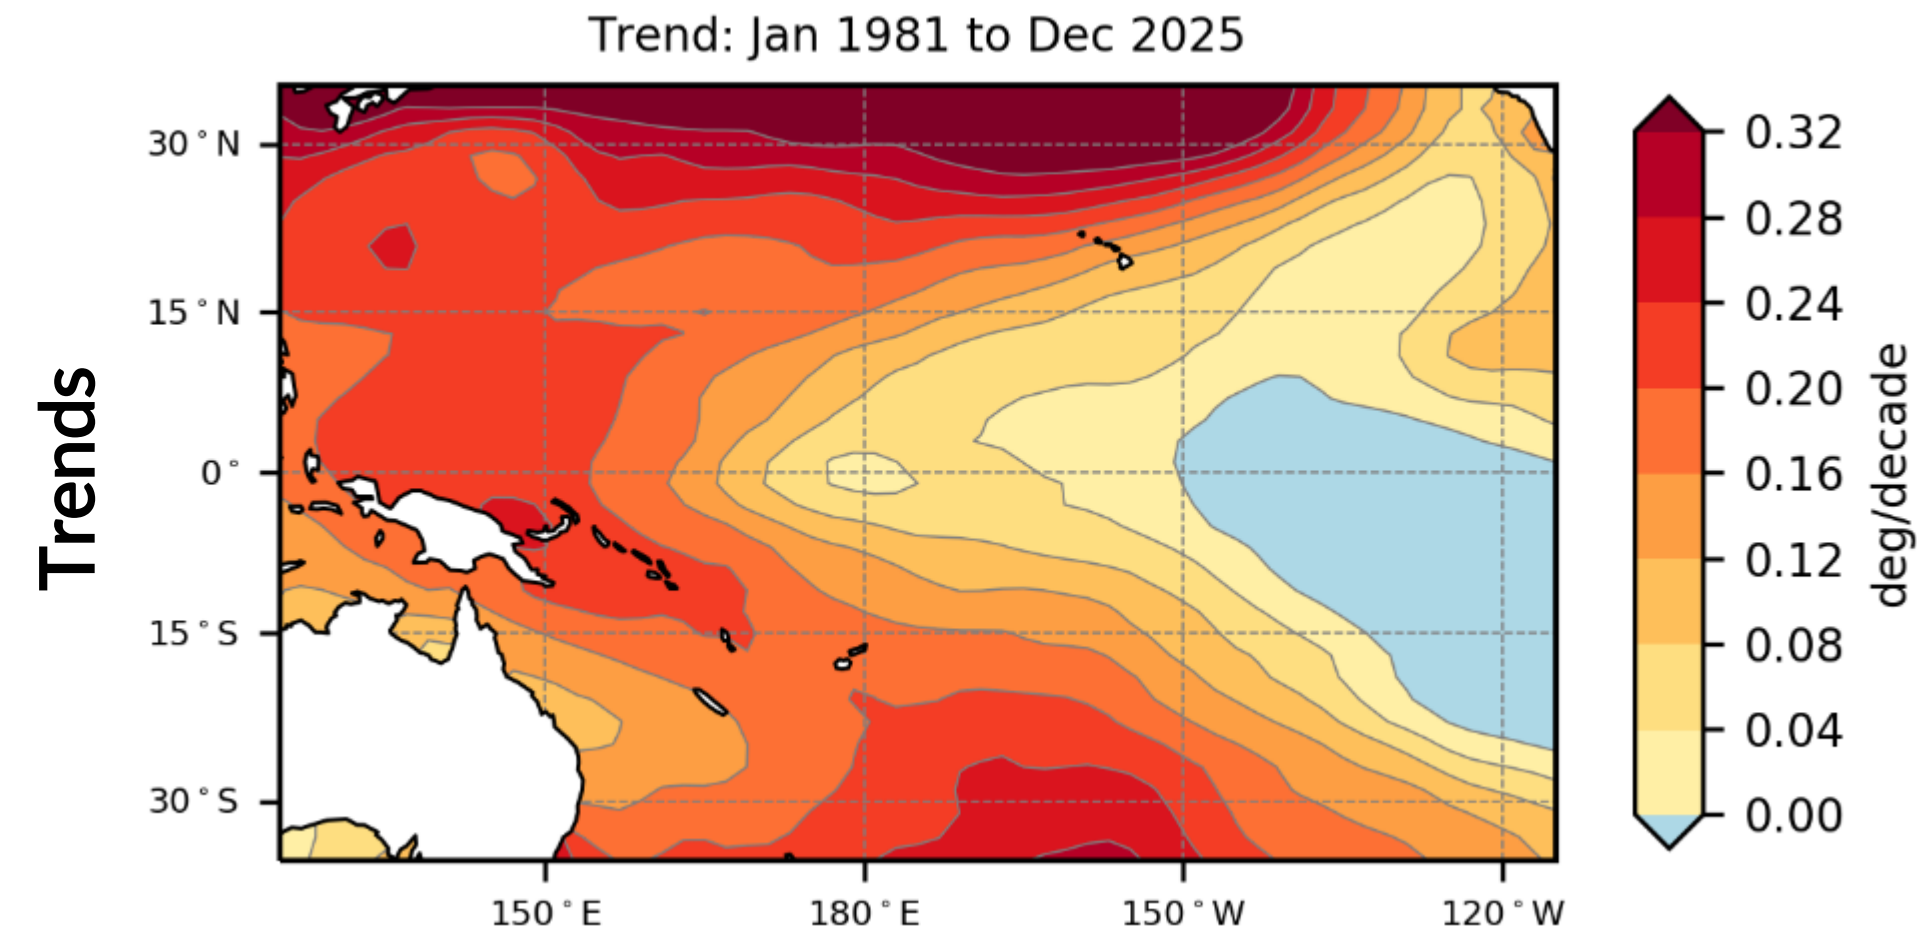 Trend: Jan 1981 to Dec 2025
Trends
30°N
15°N
0°
15°S
30°S
150°E
180°E
150°W
120°W
0.32
0.28
0.24
0.20
0.16
0.12
0.08
0.04
0.00
deg/decade